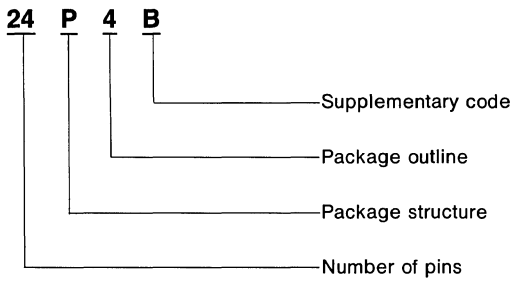 24 P 4 B
Supplementary code
Package outline
Package structure
Number of pins